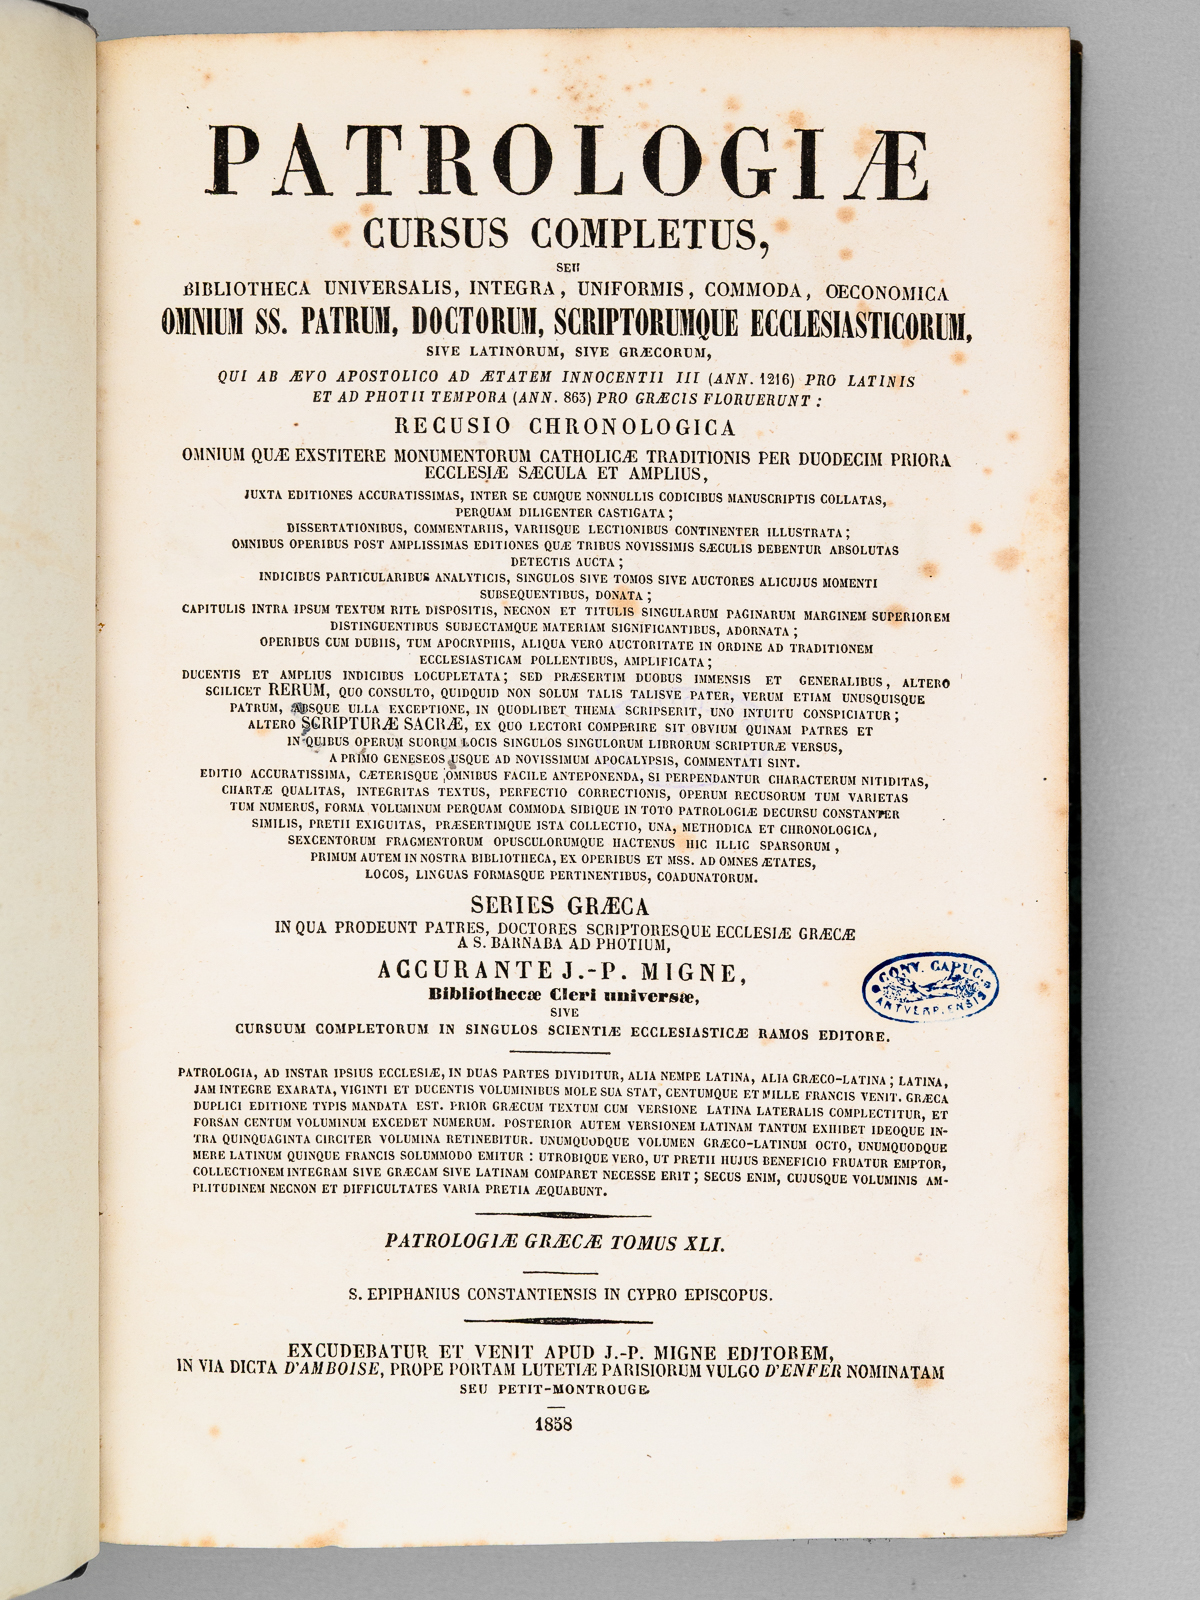 PATROLOGIÆ
CURSUS COMPLETUS,
SEU
BIBLIOTHECA UNIVERSALIS, INTEGRA, UNIFORMIS, COMMODA, OECONOMICA
OMNIUM SS. PATRUM, DOCTORUM, SCRIPTORUMQUE ECCLESIASTICORUM,
SIVE LATINORUM, SIVE GRÆCORUM,
QUI AB ÆVO APOSTOLICO AD ÆTATEM INNOCENTII III (ANN. 1216) PRO LATINIS
ET AD PHOTII TEMPORA (ANN. 863) PRO GRÆCIS FLORUERUNT :
RECUSIO CHRONOLOGICA
OMNIUM QUÆ EXSTITERE MONUMENTORUM CATHOLICÆ TRADITIONIS PER DUODECIM PRIORA
ECCLESIÆ SÆCULA ET AMPLIUS,
JUXTA EDITIONES ACCURATISSIMAS, INTER SE CUMQUE NONNULLIS CODICIBUS MANUSCRIPTIS COLLATAS,
PERQUAM DILIGENTER CASTIGATA ;
DISSERTATIONIBUS, COMMENTARIIS, VARIISQUE LECTIONIBUS CONTINENTER ILLUSTRATA ;
OMNIBUS OPERIBUS POST AMPLISSIMAS EDITIONES QUÆ TRIBUS NOVISSIMIS SÆCULIS DEBENTUR ABSOLUTAS
DETECTIS AUCTA ;
INDICIBUS PARTICULARIBUS ANALYTICIS, SINGULOS SIVE TOMOS SIVE AUCTORES ALICUJUS MOMENTI
SUBSEQUENTIBUS, DONATA ;
CAPITULIS INTRA IPSUM TEXTUM RITE DISPOSITIS, NECNON ET TITULIS SINGULARUM PAGINARUM MARGINEM SUPERIOREM
DISTINGUENTIBUS SUBJECTAMQUE MATERIAM SIGNIFICANTIBUS, ADORNATA ;
OPERIBUS CUM DUBIIS, TUM APOCRYPHIS, ALIQUA VERO AUCTORITATE IN ORDINE AD TRADITIONEM
ECCLESIASTICAM POLLENTIBUS, AMPLIFICATA ;
DUCENTIS ET AMPLIUS INDICIBUS LOCUPLETATA ; SED PRÆSERTIM DUOBUS IMMENSIS ET GENERALIBUS, ALTERO
SCILICET RERUM, QUO CONSULTO, QUIDQUID NON SOLUM TALIS TALISVE PATER, VERUM ETIAM UNUSQUISQUE
PATRUM, ABSQUE ULLA EXCEPTIONE, IN QUODLIBET THEMA SCRIPSERIT, UNO INTUITU CONSPICIATUR ;
ALTERO SCRIPTURÆ SACRÆ, EX QUO LECTORI COMPERIRE SIT OBVIUM QUINAM PATRES ET
IN QUIBUS OPERUM SUORUM LOCIS SINGULOS SINGULORUM LIBRORUM SCRIPTURÆ VERSUS,
A PRIMO GENESEOS USQUE AD NOVISSIMUM APOCALYPSIS, COMMENTATI SINT.
EDITIO ACCURATISSIMA, CÆTERISQUE OMNIBUS FACILE ANTEPONENDA, SI PERPENDANTUR CHARACTERUM NITIDITAS,
CHARTÆ QUALITAS, INTEGRITAS TEXTUS, PERFECTIO CORRECTIONIS, OPERUM RECUSORUM TUM VARIETAS
TUM NUMERUS, FORMA VOLUMINUM PERQUAM COMMODA SIBIQUE IN TOTO PATROLOGIÆ DECURSU CONSTANTER
SIMILIS, PRETII EXIGUITAS, PRÆSERTIMQUE ISTA COLLECTIO, UNA, METHODICA ET CHRONOLOGICA,
SEXCENTORUM FRAGMENTORUM OPUSCULORUMQUE HACTENUS HIC ILLIC SPARSORUM,
PRIMUM AUTEM IN NOSTRA BIBLIOTHECA, EX OPERIBUS ET MSS. AD OMNES ÆTATES,
LOCOS, LINGUAS FORMASQUE PERTINENTIBUS, COADUNATORUM.
SERIES GRÆCA
IN QUA PRODEUNT PATRES, DOCTORES SCRIPTORESQUE ECCLESIÆ GRÆCÆ
A S. BARNABA AD PHOTIUM,
ACCURANTE J.-P. MIGNE,
Bibliothecæ Cleri universæ,
SIVE
CURSUUM COMPLETORUM IN SINGULOS SCIENTIÆ ECCLESIASTICÆ RAMOS EDITORE.
CONV. CAPUC.
ANTVERPIENSIS
PATROLOGIA, AD INSTAR IPSIUS ECCLESIÆ, IN DUAS PARTES DIVIDITUR, ALIA NEMPE LATINA, ALIA GRÆCO-LATINA ; LATINA,
JAM INTEGRE EXARATA, VIGINTI ET DUCENTIS VOLUMINIBUS MOLE SUA STAT, CENTUMQUE ET MILLE FRANCIS VENIT. GRÆCA
DUPLICI EDITIONE TYPIS MANDATA EST. PRIOR GRÆCUM TEXTUM CUM VERSIONE LATINA LATERALIS COMPLECTITUR, ET
FORSAN CENTUM VOLUMINUM EXCEDET NUMERUM. POSTERIOR AUTEM VERSIONEM LATINAM TANTUM EXHIBET IDEOQUE IN-
TRA QUINQUAGINTA CIRCITER VOLUMINA RETINEBITUR. UNUMQUODQUE VOLUMEN GRÆCO-LATINUM OCTO, UNUMQUODQUE
MERE LATINUM QUINQUE FRANCIS SOLUMMODO EMITUR : UTROBIQUE VERO, UT PRETII HUJUS BENEFICIO FRUATUR EMPTOR,
COLLECTIONEM INTEGRAM SIVE GRÆCAM SIVE LATINAM COMPARET NECESSE ERIT ; SECUS ENIM, CUJUSQUE VOLUMINIS AM-
PLITUDINEM NECNON ET DIFFICULTATES VARIA PRETIA ÆQUABUNT.
PATROLOGIÆ GRÆCÆ TOMUS XLI.
S. EPIPHANIUS CONSTANTIENSIS IN CYPRO EPISCOPUS.
EXCUDEBATUR ET VENIT APUD J.-P. MIGNE EDITOREM,
IN VIA DICTA D'AMBOISE, PROPE PORTAM LUTETIÆ PARISIORUM VULGO D'ENFER NOMINATAM
SEU PETIT-MONTROUGE
1858